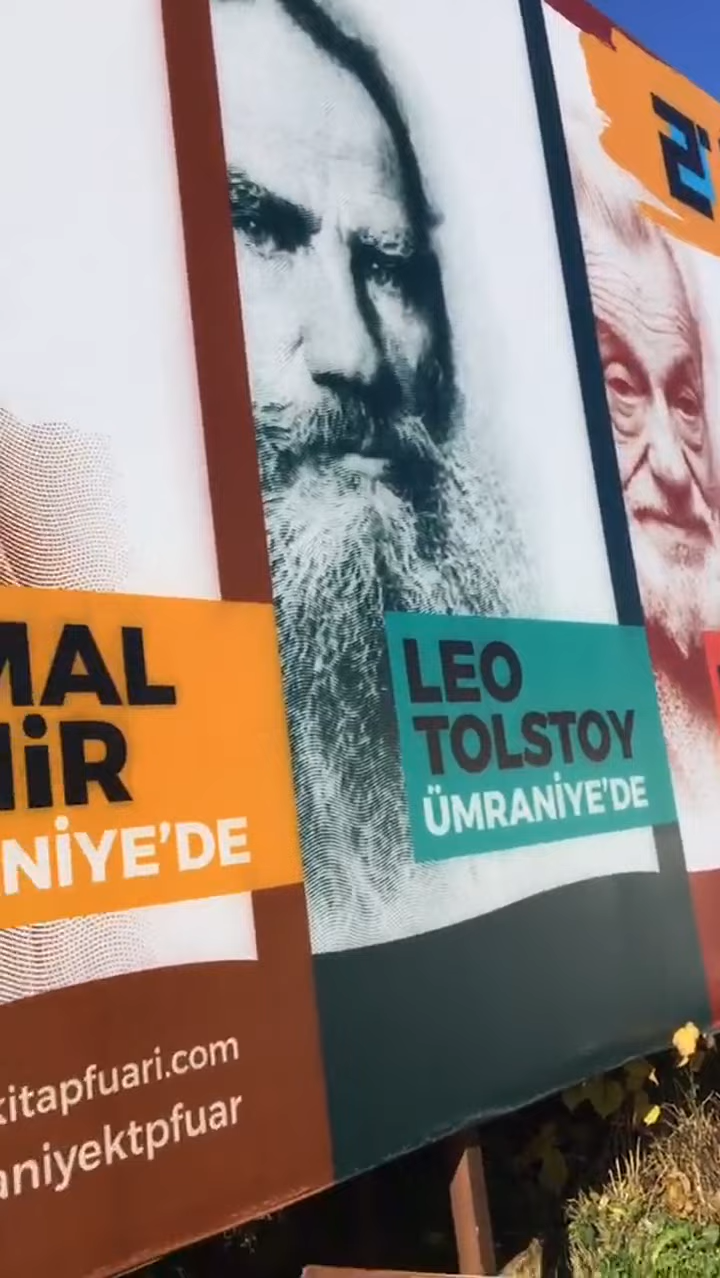 MAL
NİYE'DE
LEO
TOLSTOY
ÜMRANİYE'DE
kitapfuari.com
aniyektpfuar